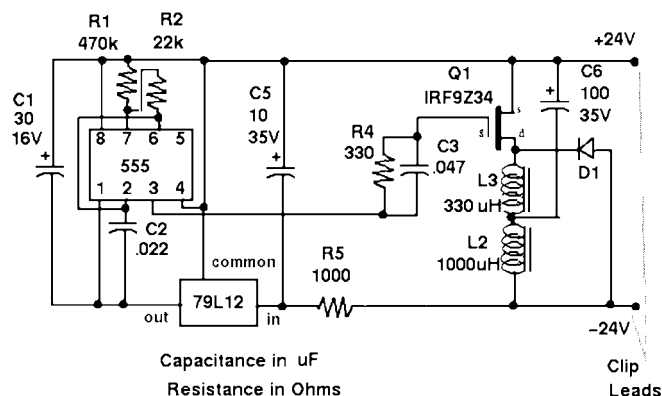 R1 R2
470k 22k
+24V
Q1
C6
100
35V
IRF9Z34
C5
10
35V
C1
30
16V
R4
330
C3
.047
s
s d
D1
8 7 6 5
555
1 2 3 4
L3
330 uH
C2
.022
L2
1000uH
R5
1000
common
79L12
out in
−24V
Capacitance in uF
Resistance in Ohms
Clip
Leads
+
+
+